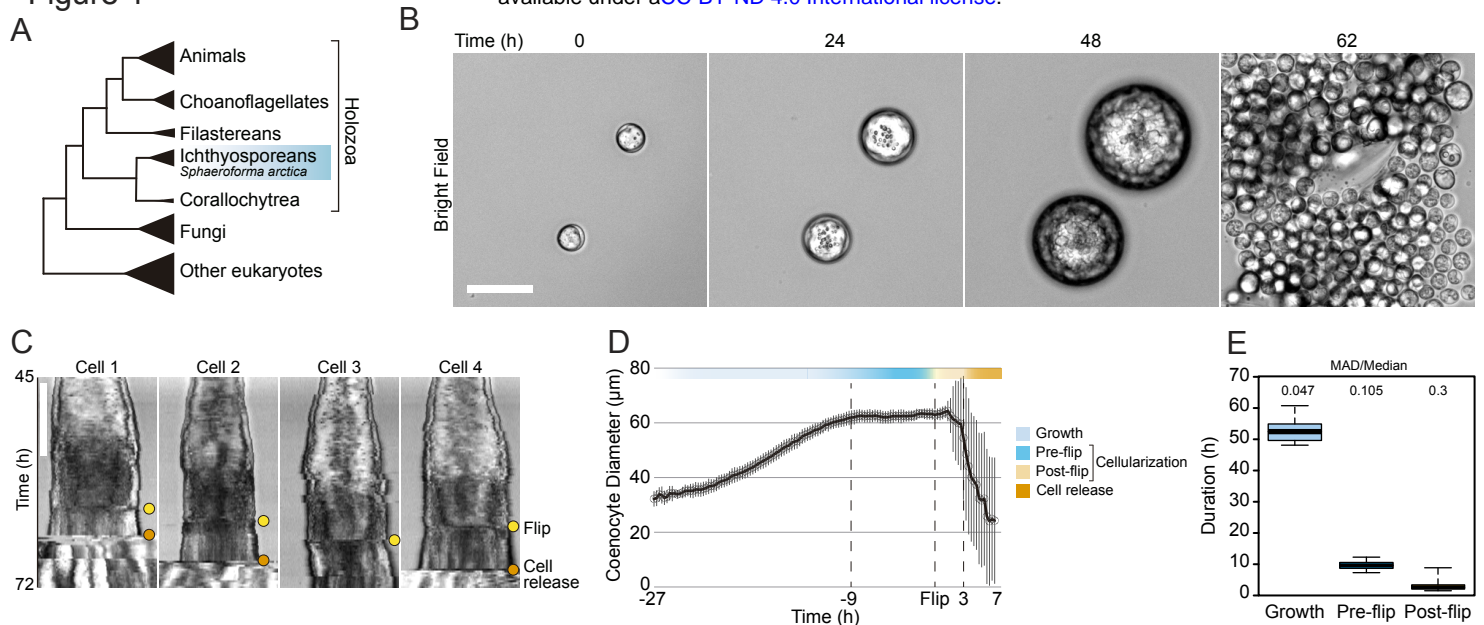 available under aCC-BY-ND 4.0 International license.
A
Animals
Choanoflagellates
Filastereans
Ichthyosporeans
Sphaeroforma arctica
Corallochytrea
Fungi
Other eukaryotes
Holozoa
B
Time (h) 0 24 48 62
Bright Field
C
Cell 1 Cell 2 Cell 3 Cell 4
45
Time (h)
72
Flip
Cell
release
D
Coenocyte Diameter (µm)
80
60
40
20
0
-27 -9 Flip 3 7
Time (h)
Growth
Pre-flip
Post-flip
Cellularization
Cell release
E
MAD/Median
0.047 0.105 0.3
Duration (h)
70
60
50
40
30
20
10
0
Growth Pre-flip Post-flip